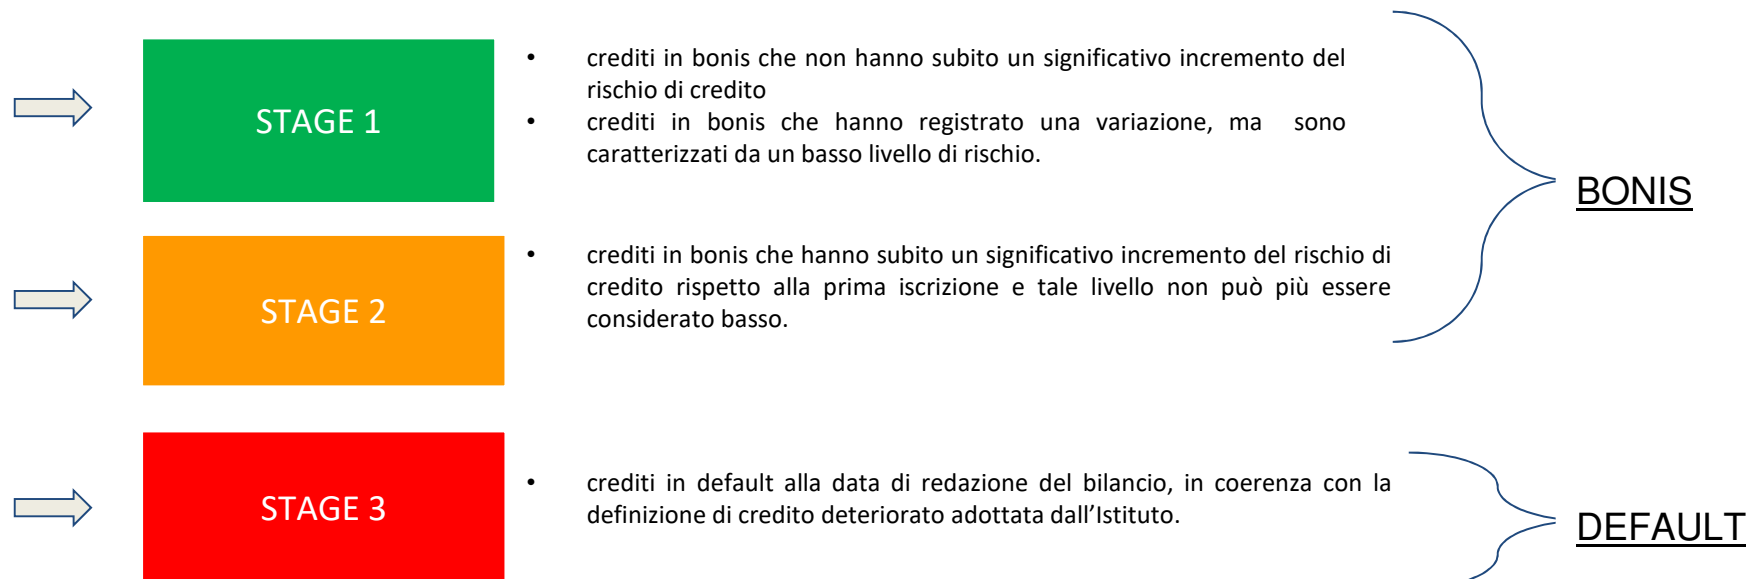 STAGE 1
• crediti in bonis che non hanno subito un significativo incremento del
rischio di credito
• crediti in bonis che hanno registrato una variazione, ma sono
caratterizzati da un basso livello di rischio.
BONIS
STAGE 2
• crediti in bonis che hanno subito un significativo incremento del rischio di
credito rispetto alla prima iscrizione e tale livello non può più essere
considerato basso.
STAGE 3
• crediti in default alla data di redazione del bilancio, in coerenza con la
definizione di credito deteriorato adottata dall’Istituto.
DEFAULT